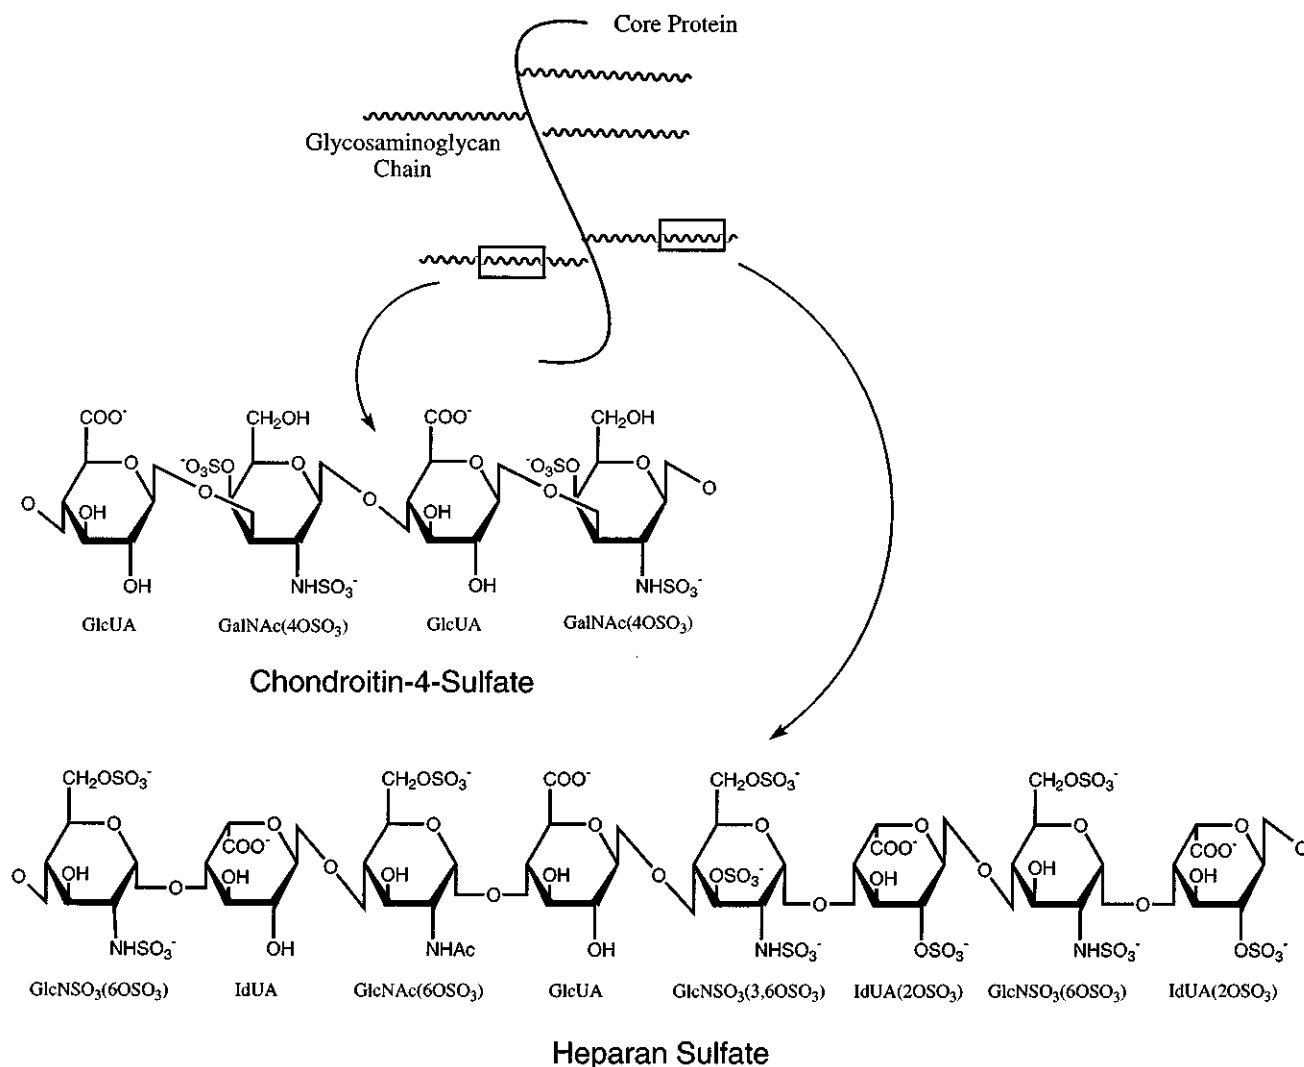 Core Protein
Glycosaminoglycan
Chain
COO⁻ CH₂OH COO⁻ CH₂OH
⁻O₃SO O O ⁻O₃SO O
O OH O O OH O O
OH NHSO₃⁻ OH NHSO₃⁻
GlcUA GalNAc(4OSO₃) GlcUA GalNAc(4OSO₃)
Chondroitin-4-Sulfate
CH₂OSO₃⁻ CH₂OSO₃⁻ COO⁻ CH₂OSO₃⁻ CH₂OSO₃⁻
O O O O O O O O
COO⁻ COO⁻ COO⁻ O
O OH O OH O OH O OH O OSO₃⁻ O OH O OH O OH
NHSO₃⁻ OH NHAc OH NHSO₃⁻ OSO₃⁻ NHSO₃⁻ OSO₃⁻
GlcNSO₃(6OSO₃) IdUA GlcNAc(6OSO₃) GlcUA GlcNSO₃(3,6OSO₃) IdUA(2OSO₃) GlcNSO₃(6OSO₃) IdUA(2OSO₃)
Heparan Sulfate